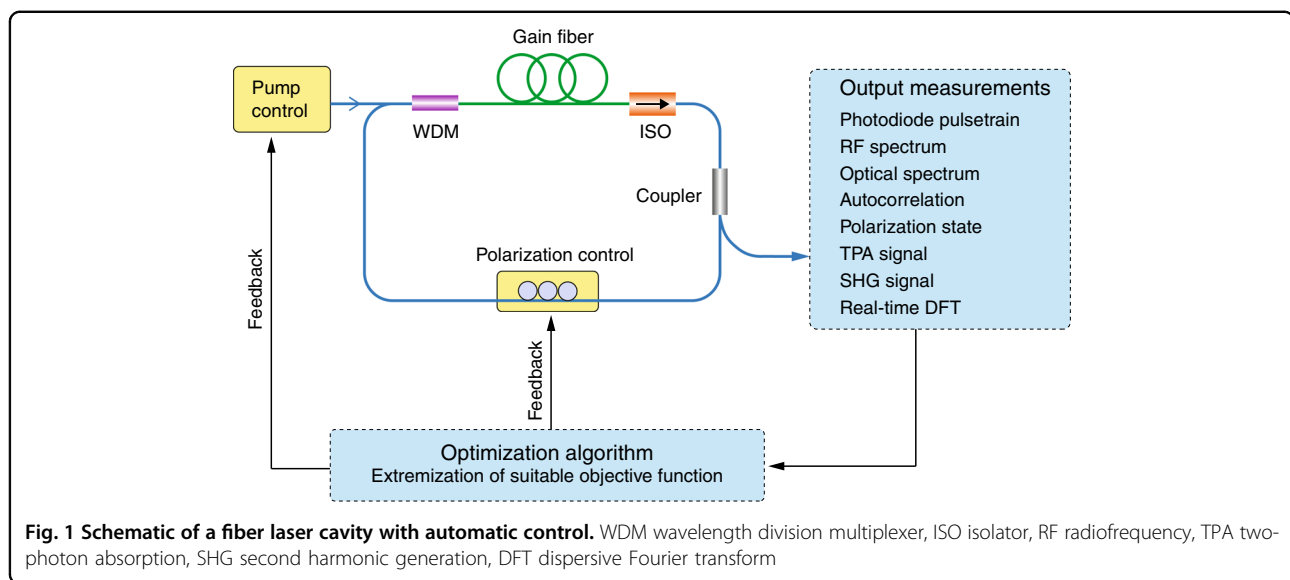 Gain fiber
Pump
control
WDM
ISO
Coupler
Polarization control
Feedback
Feedback
Output measurements
Photodiode pulsetrain
RF spectrum
Optical spectrum
Autocorrelation
Polarization state
TPA signal
SHG signal
Real-time DFT
Optimization algorithm
Extremization of suitable objective function
Fig. 1 Schematic of a fiber laser cavity with automatic control. WDM wavelength division multiplexer, ISO isolator, RF radiofrequency, TPA two-
photon absorption, SHG second harmonic generation, DFT dispersive Fourier transform